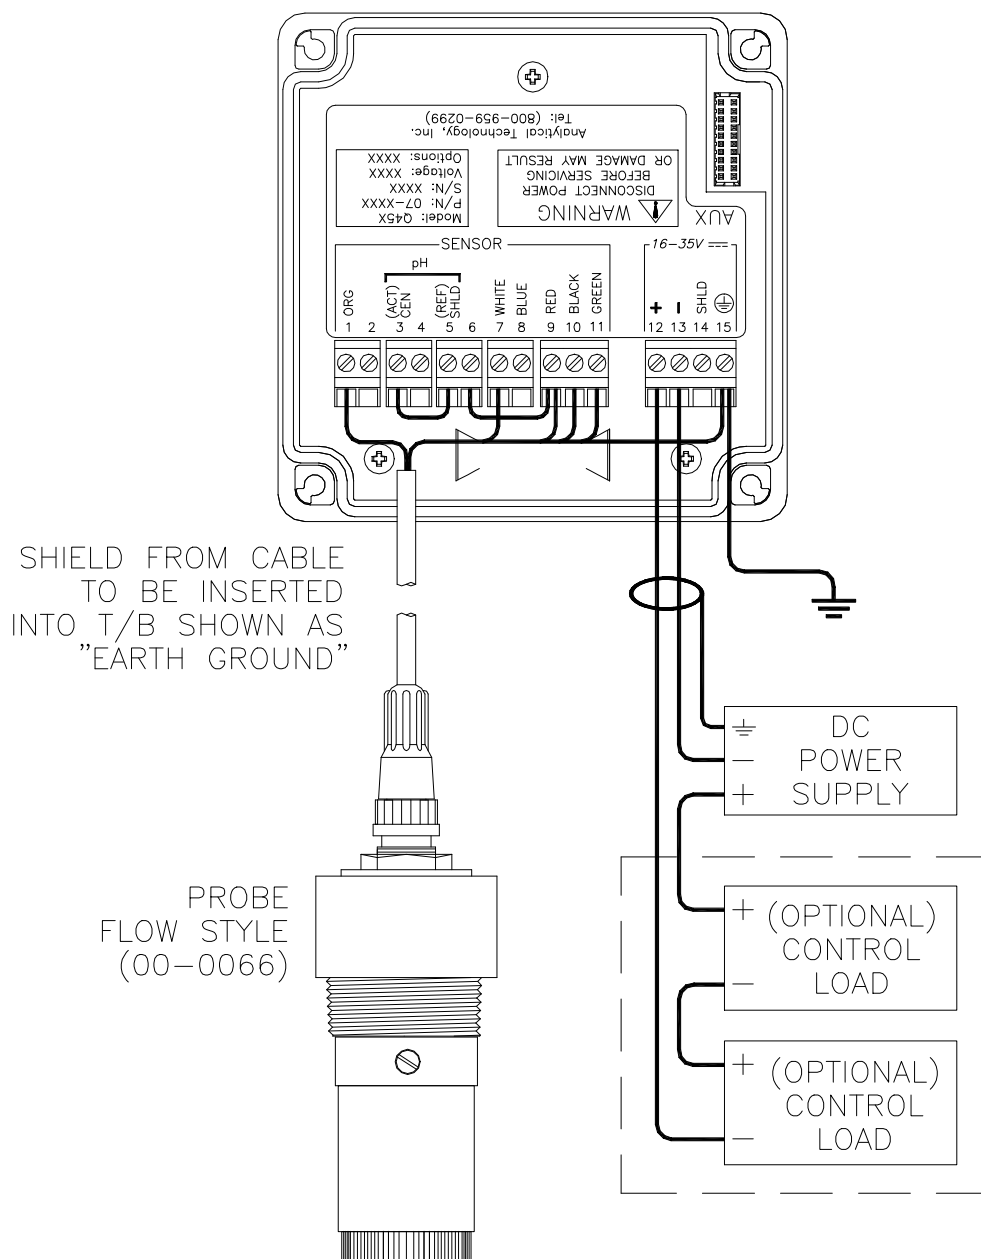 Tel: (800-959-0299)
Analytical Technology, Inc.
Model: Q45X
P/N: 07-XXXX
S/N: XXXX
Voltage: XXXX
Options: XXXX
WARNING
DISCONNECT POWER
BEFORE SERVICING
OR DAMAGE MAY RESULT
AUX
SENSOR
16-35V
pH
ORG
(ACT)
CEN
(REF)
SHLD
WHITE
BLUE
RED
BLACK
GREEN
+
-
SHLD
1 2 3 4 5 6 7 8 9 10 11 12 13 14 15
SHIELD FROM CABLE
TO BE INSERTED
INTO T/B SHOWN AS
"EARTH GROUND"
DC
POWER
SUPPLY
-
+
PROBE
FLOW STYLE
(00-0066)
+
(OPTIONAL)
CONTROL
LOAD
-
+
(OPTIONAL)
CONTROL
LOAD
-